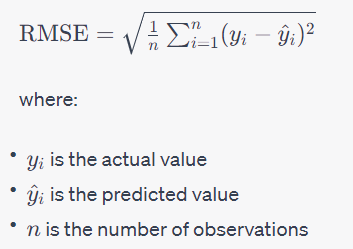 RMSE = √(1/n ∑ⁿᵢ₌₁(yᵢ − ŷᵢ)²)
where:
• yᵢ is the actual value
• ŷᵢ is the predicted value
• n is the number of observations